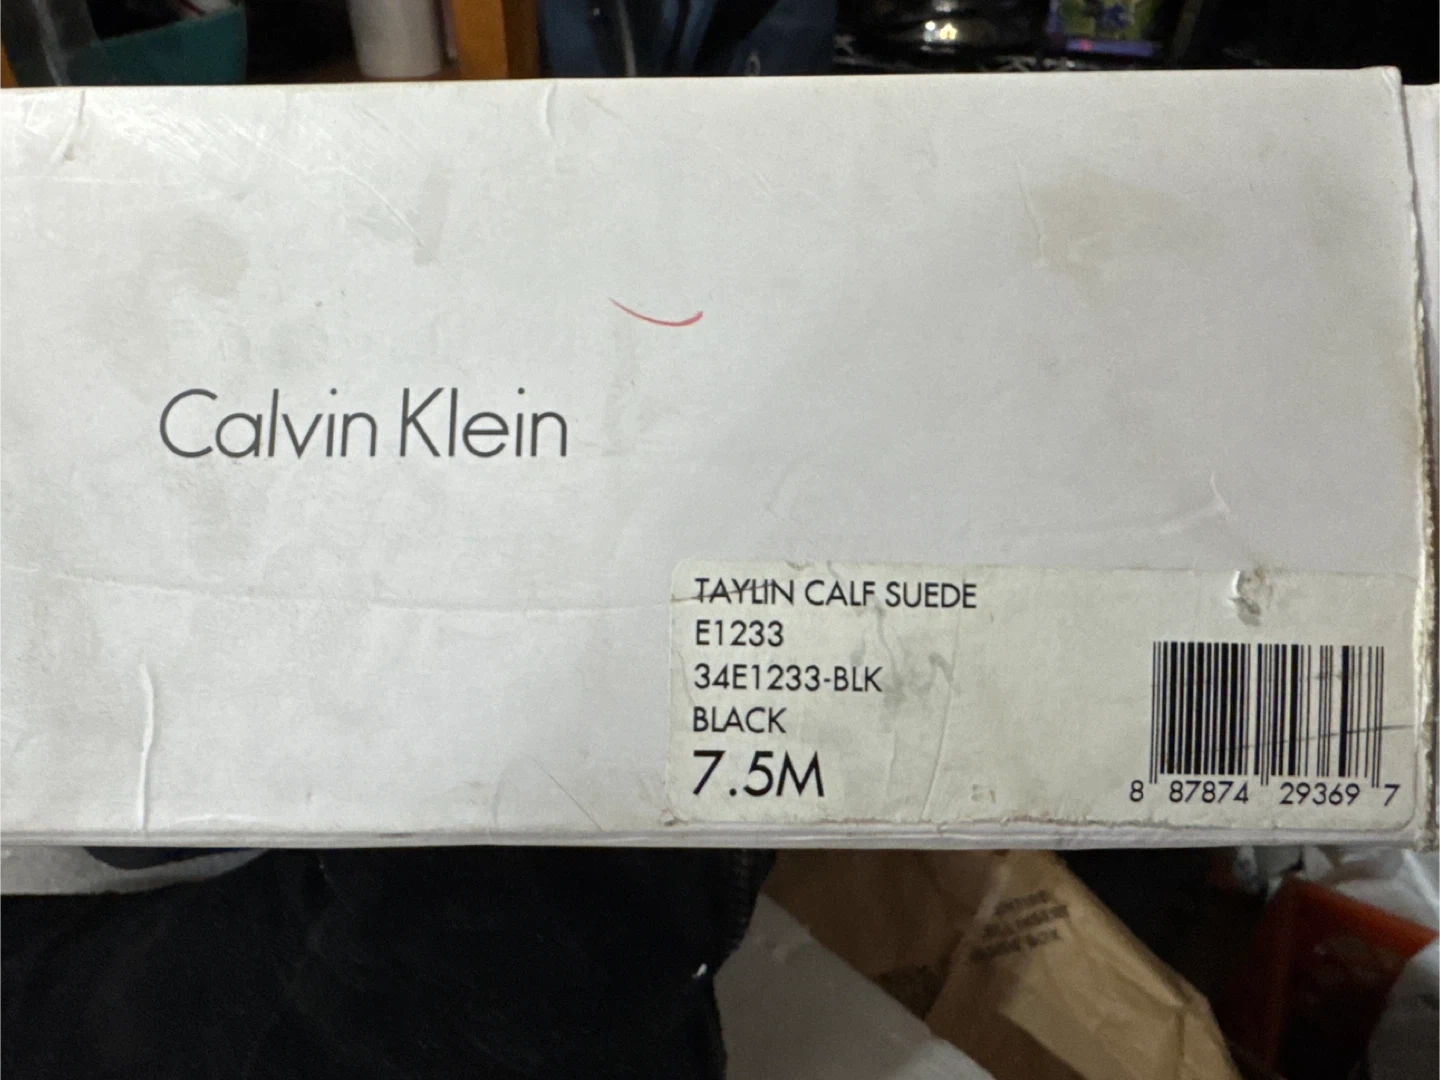 Calvin Klein
TAYLIN CALF SUEDE
E1233
34E1233-BLK
BLACK
7.5M
8 87874 29369 7